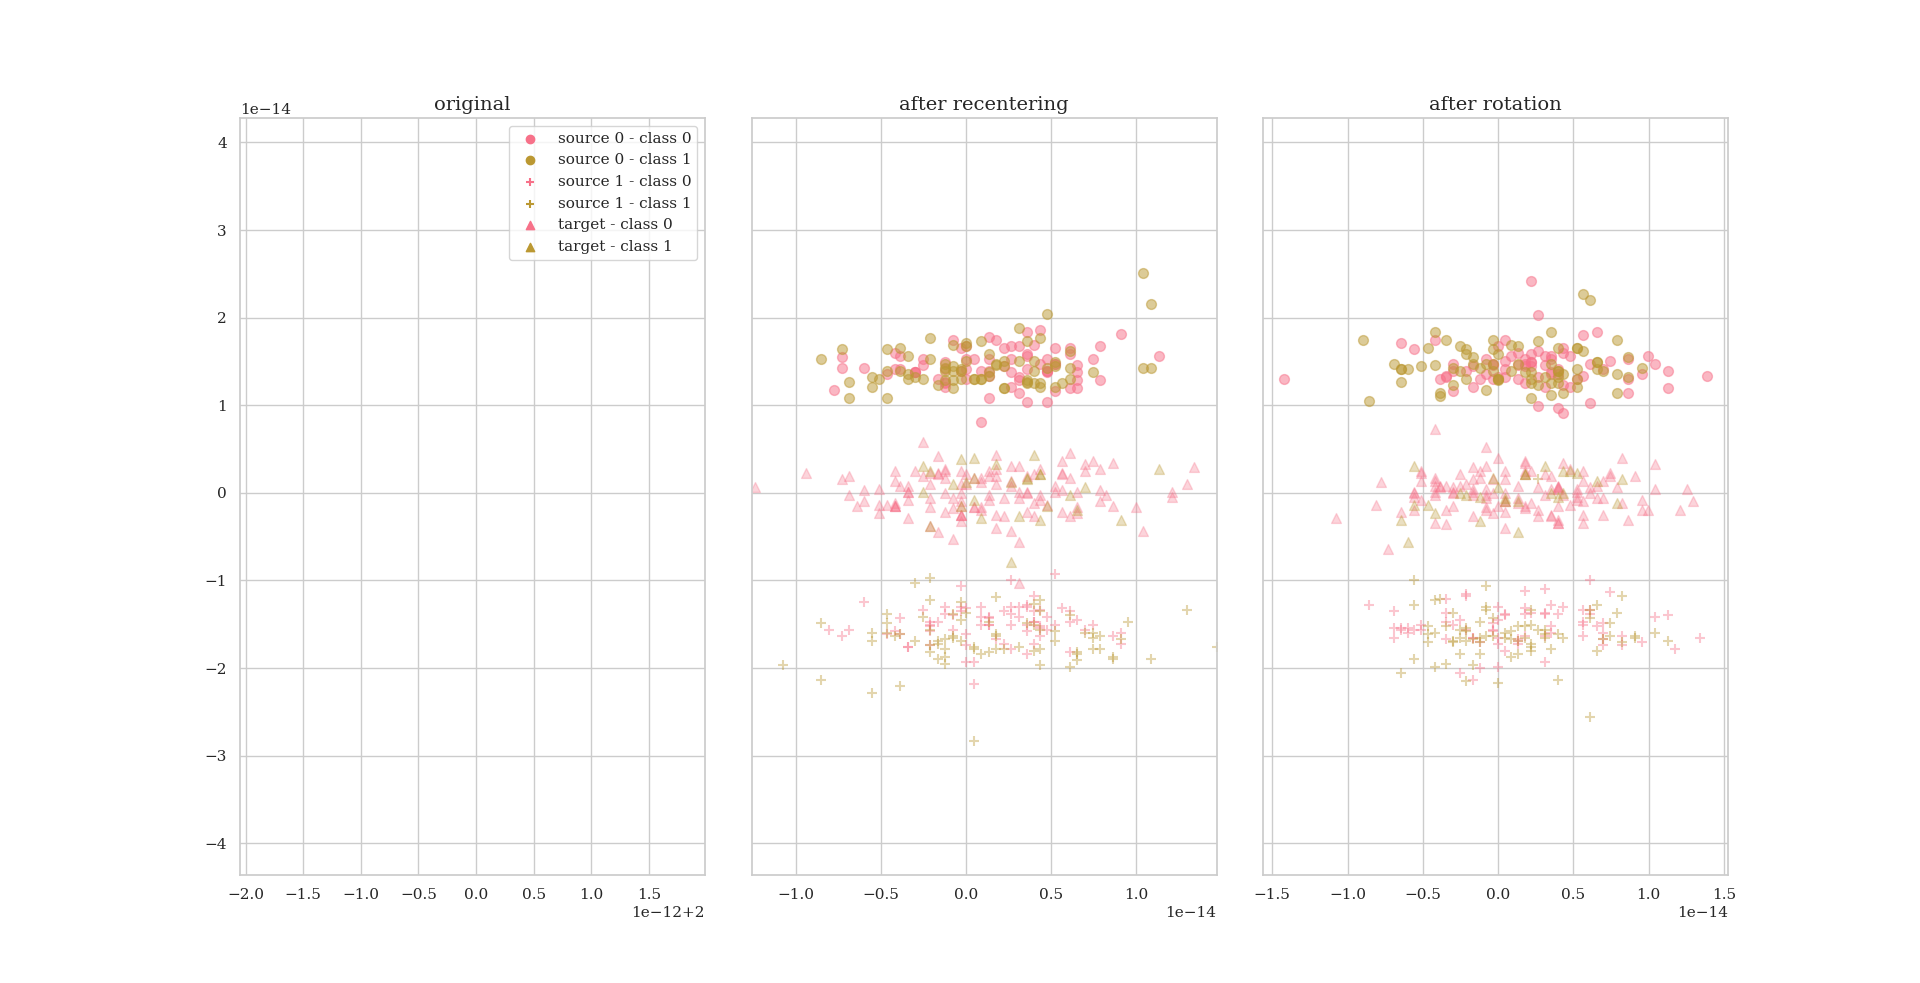 original
after recentering
after rotation
1e−14
source 0 - class 0
source 0 - class 1
source 1 - class 0
source 1 - class 1
target - class 0
target - class 1
4
3
2
1
0
−1
−2
−3
−4
−2.0 −1.5 −1.0 −0.5 0.0 0.5 1.0 1.5
1e−12+2
−1.0 −0.5 0.0 0.5 1.0
1e−14
−1.5 −1.0 −0.5 0.0 0.5 1.0 1.5
1e−14